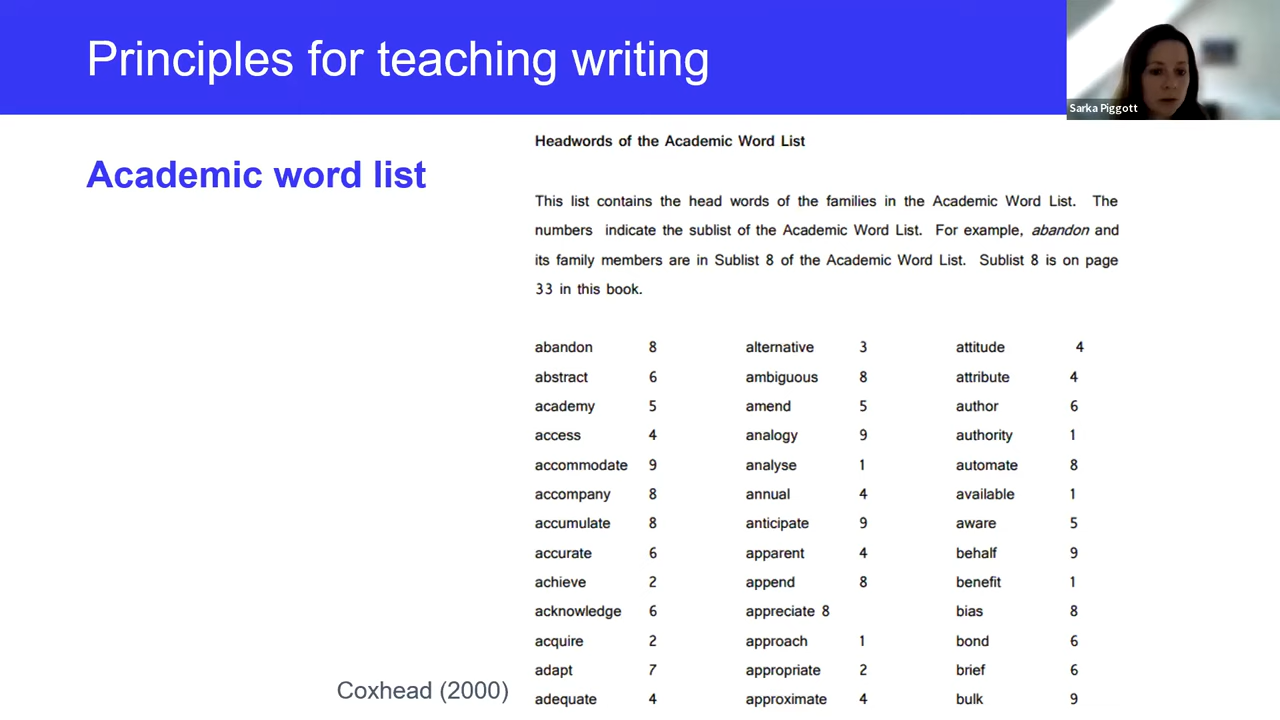 Principles for teaching writing
Sarka Piggott
Academic word list
Headwords of the Academic Word List
This list contains the head words of the families in the Academic Word List. The
numbers indicate the sublist of the Academic Word List. For example, abandon and
its family members are in Sublist 8 of the Academic Word List. Sublist 8 is on page
33 in this book.
abandon 8 alternative 3 attitude 4
abstract 6 ambiguous 8 attribute 4
academy 5 amend 5 author 6
access 4 analogy 9 authority 1
accommodate 9 analyse 1 automate 8
accompany 8 annual 4 available 1
accumulate 8 anticipate 9 aware 5
accurate 6 apparent 4 behalf 9
achieve 2 append 8 benefit 1
acknowledge 6 appreciate 8 bias 8
acquire 2 approach 1 bond 6
adapt 7 appropriate 2 brief 6
adequate 4 approximate 4 bulk 9
Coxhead (2000)